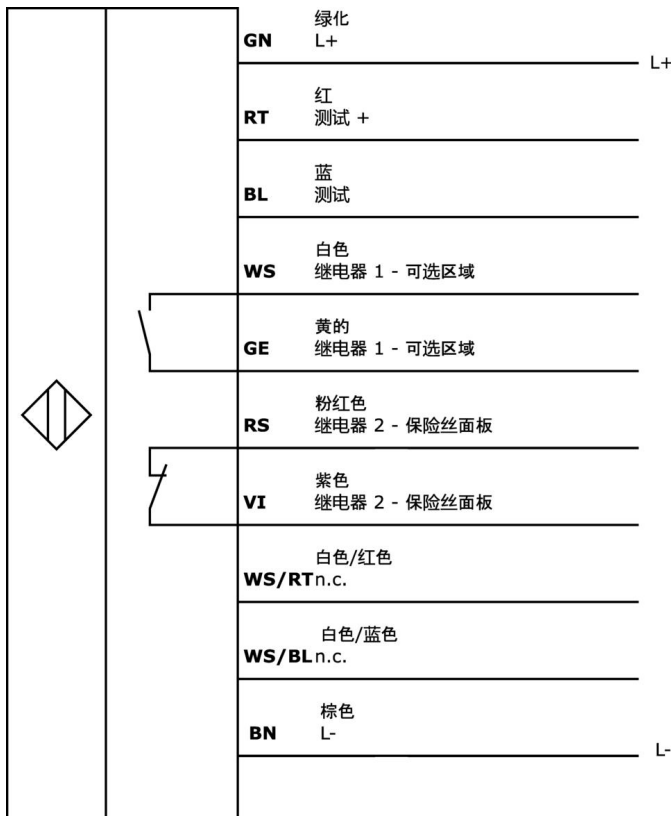 绿化
GN L+
L+
红
RT 测试 +
蓝
BL 测试
白色
WS 继电器 1 - 可选区域
黄的
GE 继电器 1 - 可选区域
粉红色
RS 继电器 2 - 保险丝面板
紫色
VI 继电器 2 - 保险丝面板
白色/红色
WS/RT n.c.
白色/蓝色
WS/BL n.c.
棕色
BN L-
L-